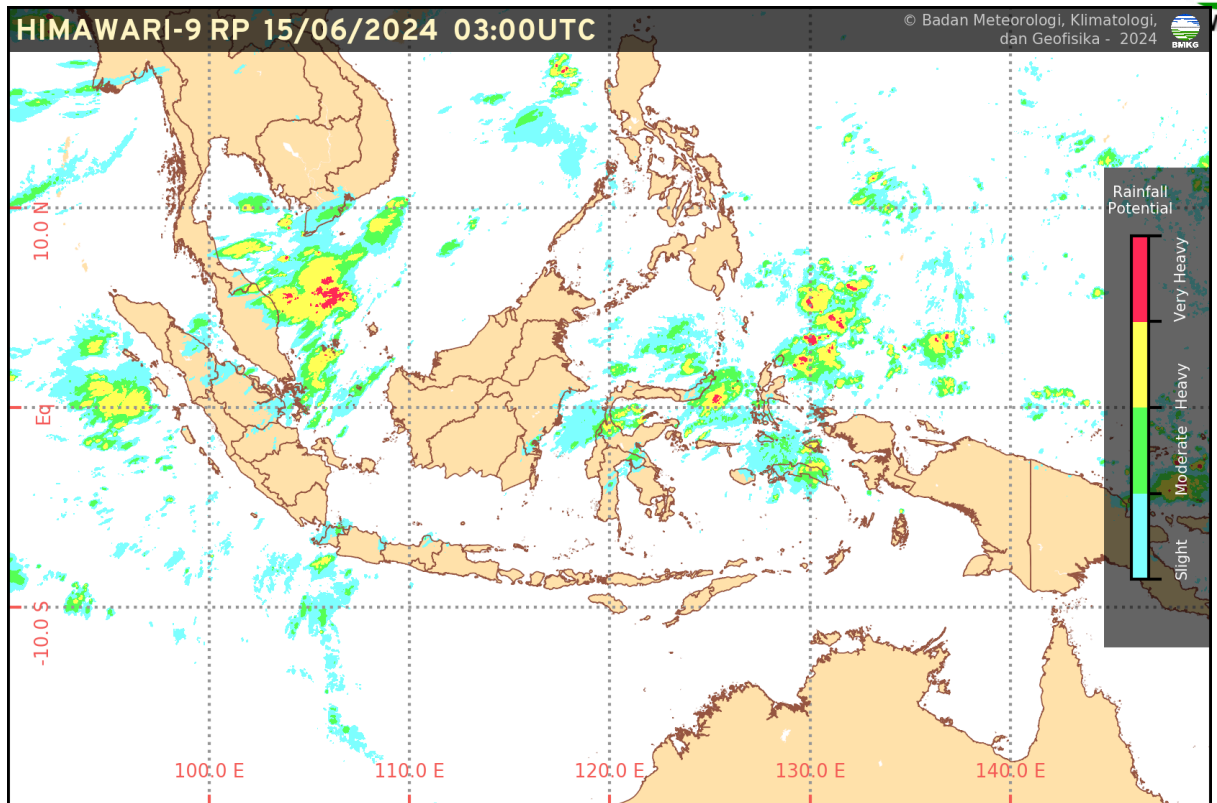 HIMAWARI-9 RP 15/06/2024 03:00UTC
© Badan Meteorologi, Klimatologi,
dan Geofisika - 2024
BMKG
Rainfall
Potential
Very Heavy
Heavy
Moderate
Slight
10.0 N
Eq
-10.0 S
100.0 E
110.0 E
120.0 E
130.0 E
140.0 E